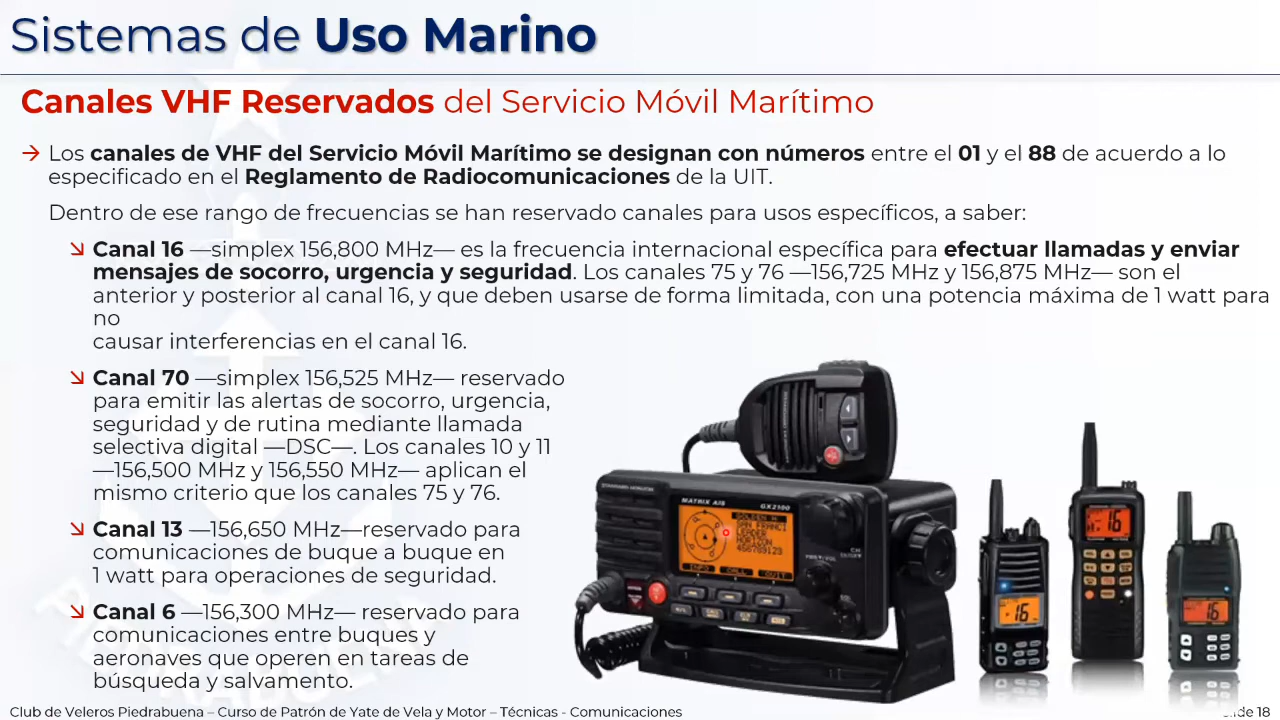 Sistemas de Uso Marino
Canales VHF Reservados del Servicio Móvil Marítimo
→ Los canales de VHF del Servicio Móvil Marítimo se designan con números entre el 01 y el 88 de acuerdo a lo
especificado en el Reglamento de Radiocomunicaciones de la UIT.
Dentro de ese rango de frecuencias se han reservado canales para usos específicos, a saber:
↘ Canal 16 —simplex 156,800 MHz— es la frecuencia internacional específica para efectuar llamadas y enviar
mensajes de socorro, urgencia y seguridad. Los canales 75 y 76 —156,725 MHz y 156,875 MHz— son el
anterior y posterior al canal 16, y que deben usarse de forma limitada, con una potencia máxima de 1 watt para
no
causar interferencias en el canal 16.
↘ Canal 70 —simplex 156,525 MHz— reservado
para emitir las alertas de socorro, urgencia,
seguridad y de rutina mediante llamada
selectiva digital —DSC—. Los canales 10 y 11
—156,500 MHz y 156,550 MHz— aplican el
mismo criterio que los canales 75 y 76.
↘ Canal 13 —156,650 MHz—reservado para
comunicaciones de buque a buque en
1 watt para operaciones de seguridad.
↘ Canal 6 —156,300 MHz— reservado para
comunicaciones entre buques y
aeronaves que operen en tareas de
búsqueda y salvamento.
STANDARD HORIZON
MATRIX AIS
GX2100
INFO CALL QUIT
16
16
16
Club de Veleros Piedrabuena – Curso de Patrón de Yate de Vela y Motor – Técnicas - Comunicaciones
Slide 18